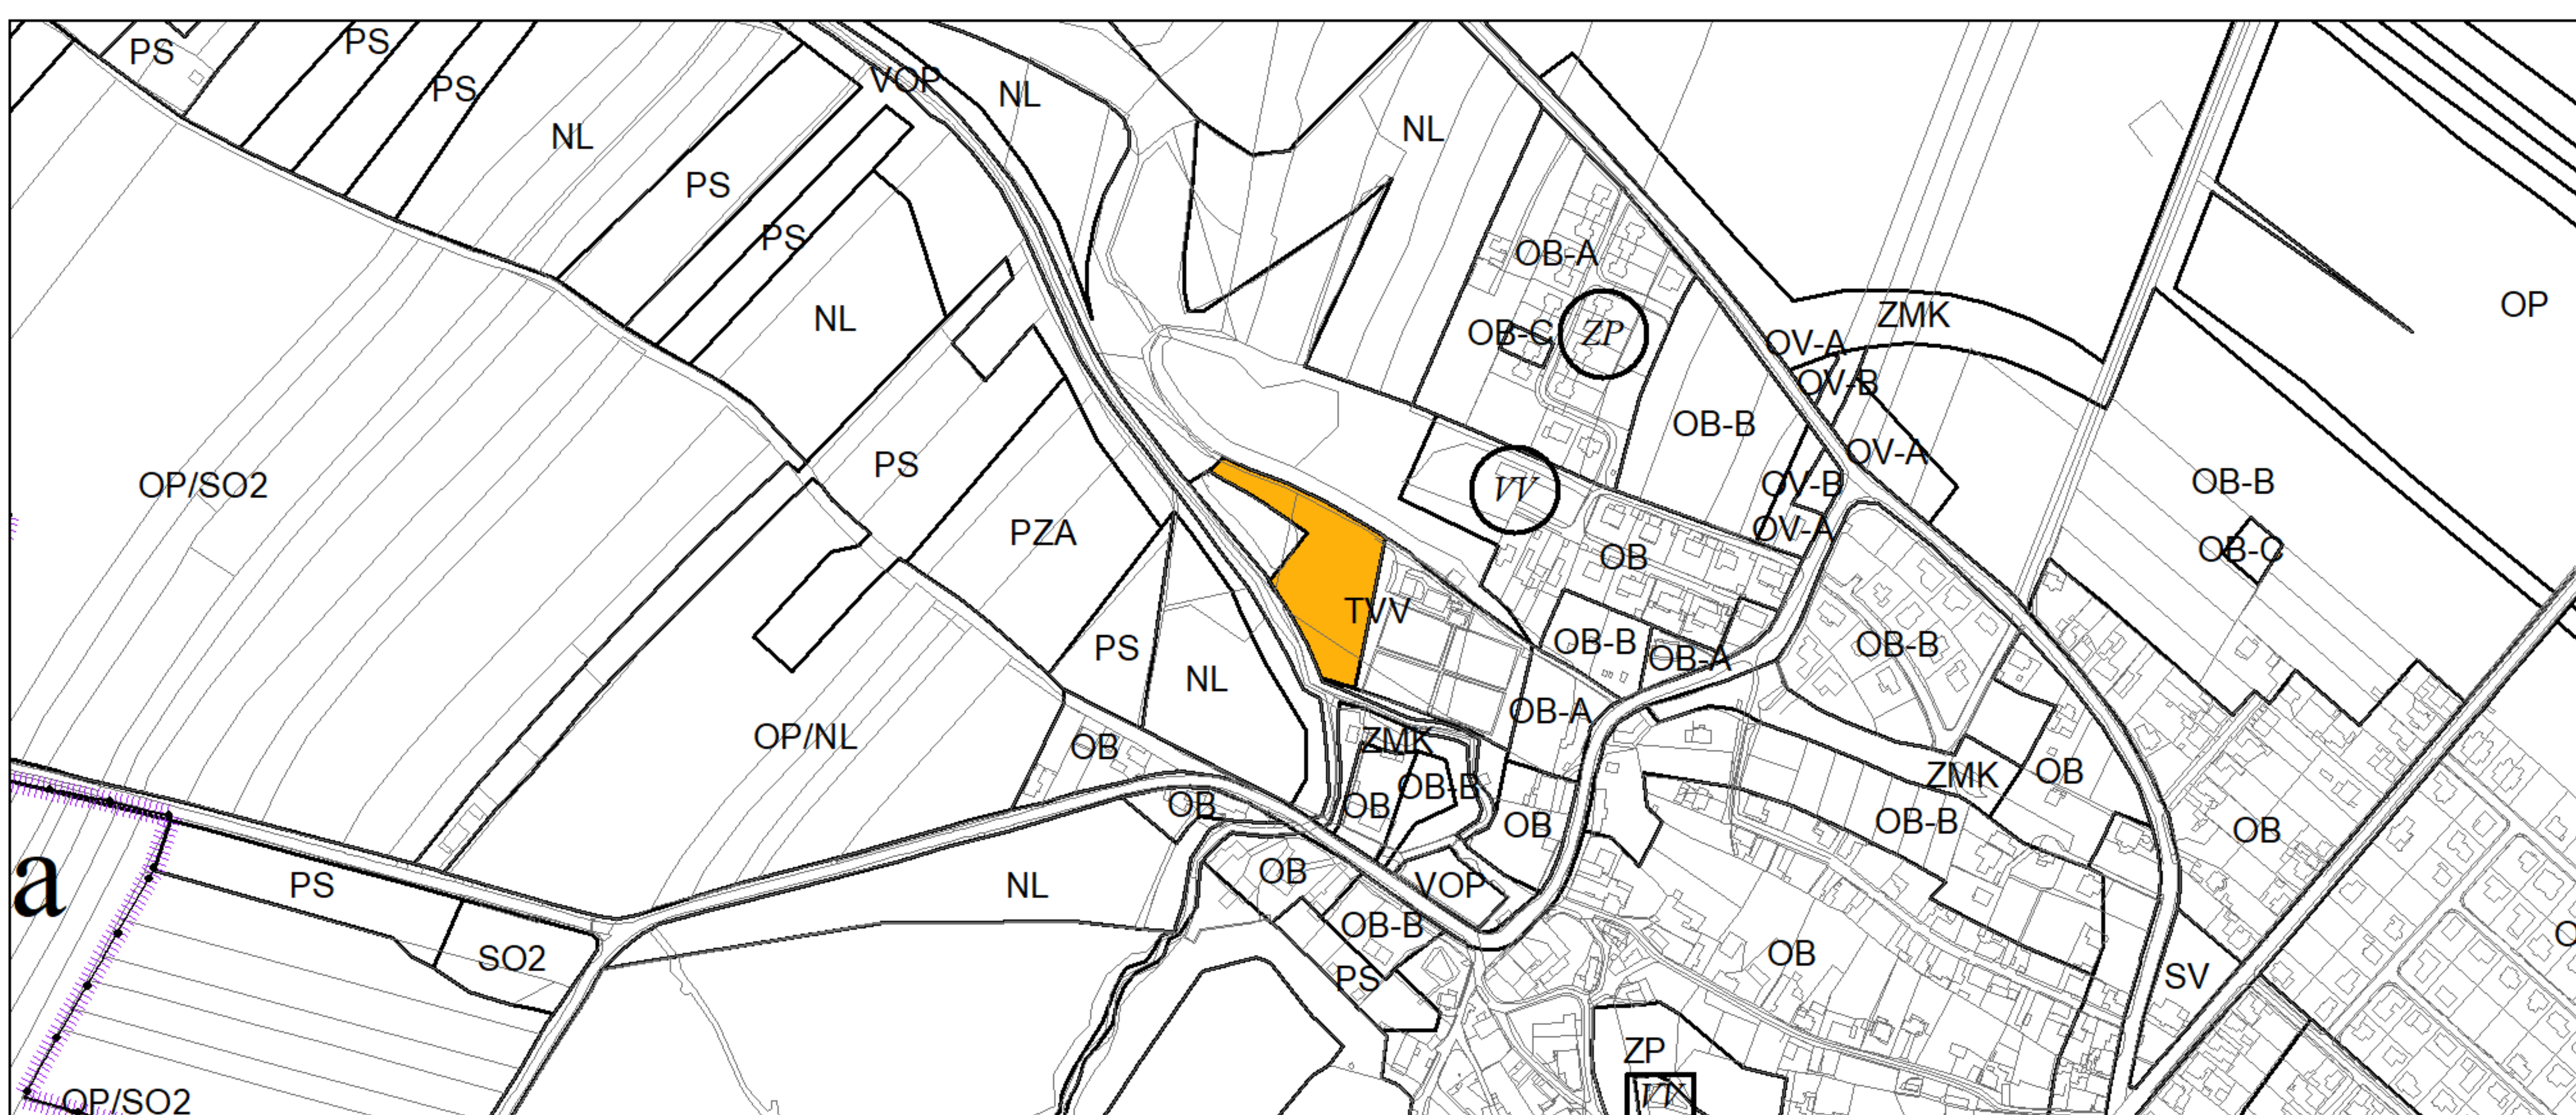 PS
PS
PS
VOP
NL
NL
NL
PS
PS
NL
OB-A
OB-C
ZP
ZMK
OV-A
OV-B
OP
OB-B
OV-A
PS
OP/SO2
VV
OV-B
OB-B
OV-A
PZA
OB
OB-C
TVV
PS
OB-B
OB-A
OB-B
NL
OB-A
OP/NL
OB
ZMK
ZMK
OB
OB-B
OB
OB
OB
OB-B
OB
a
PS
NL
OB
VOP
OB-B
OB
SO2
PS
SV
ZP
VV
OP/SO2